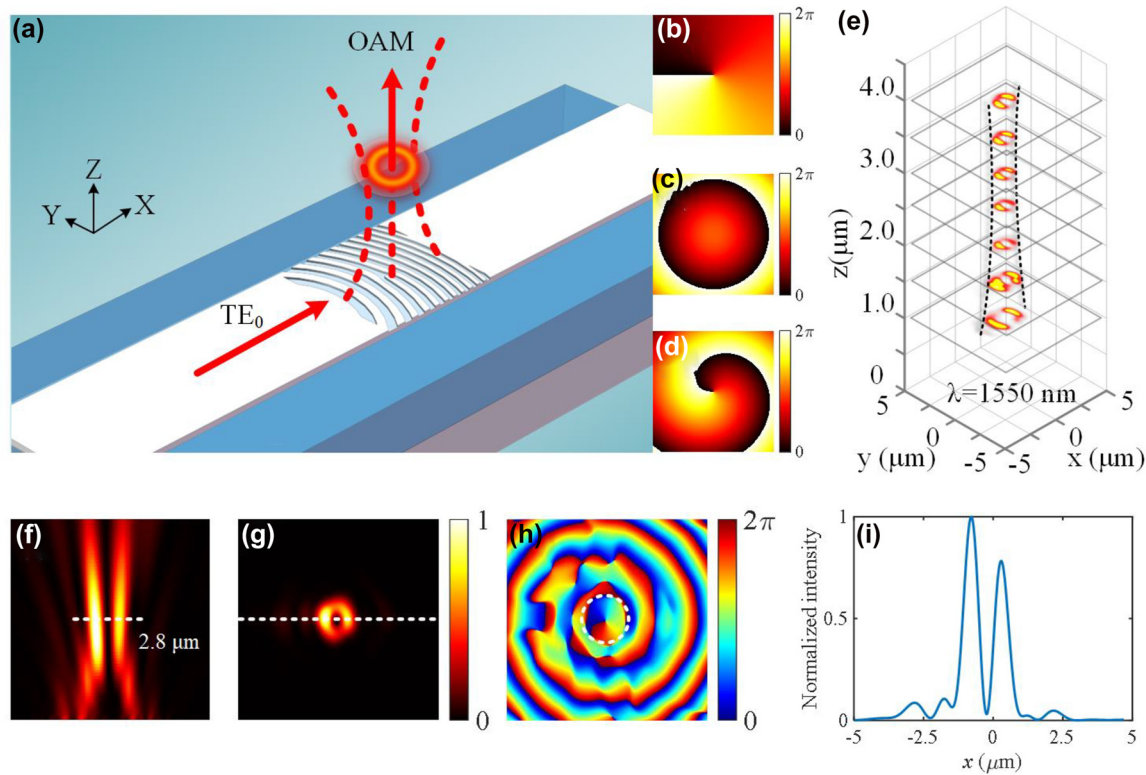 (a)
OAM
Z
Y
X
TE₀
(b)
2π
0
(c)
2π
0
(d)
2π
0
(e)
4.0
3.0
2.0
1.0
0
z(μm)
λ=1550 nm
5
0
-5
y (μm)
-5
0
5
x (μm)
(f)
2.8 μm
(g)
1
0
(h)
2π
0
(i)
Normalized intensity
1
0.5
0
-5
-2.5
0
2.5
5
x (μm)